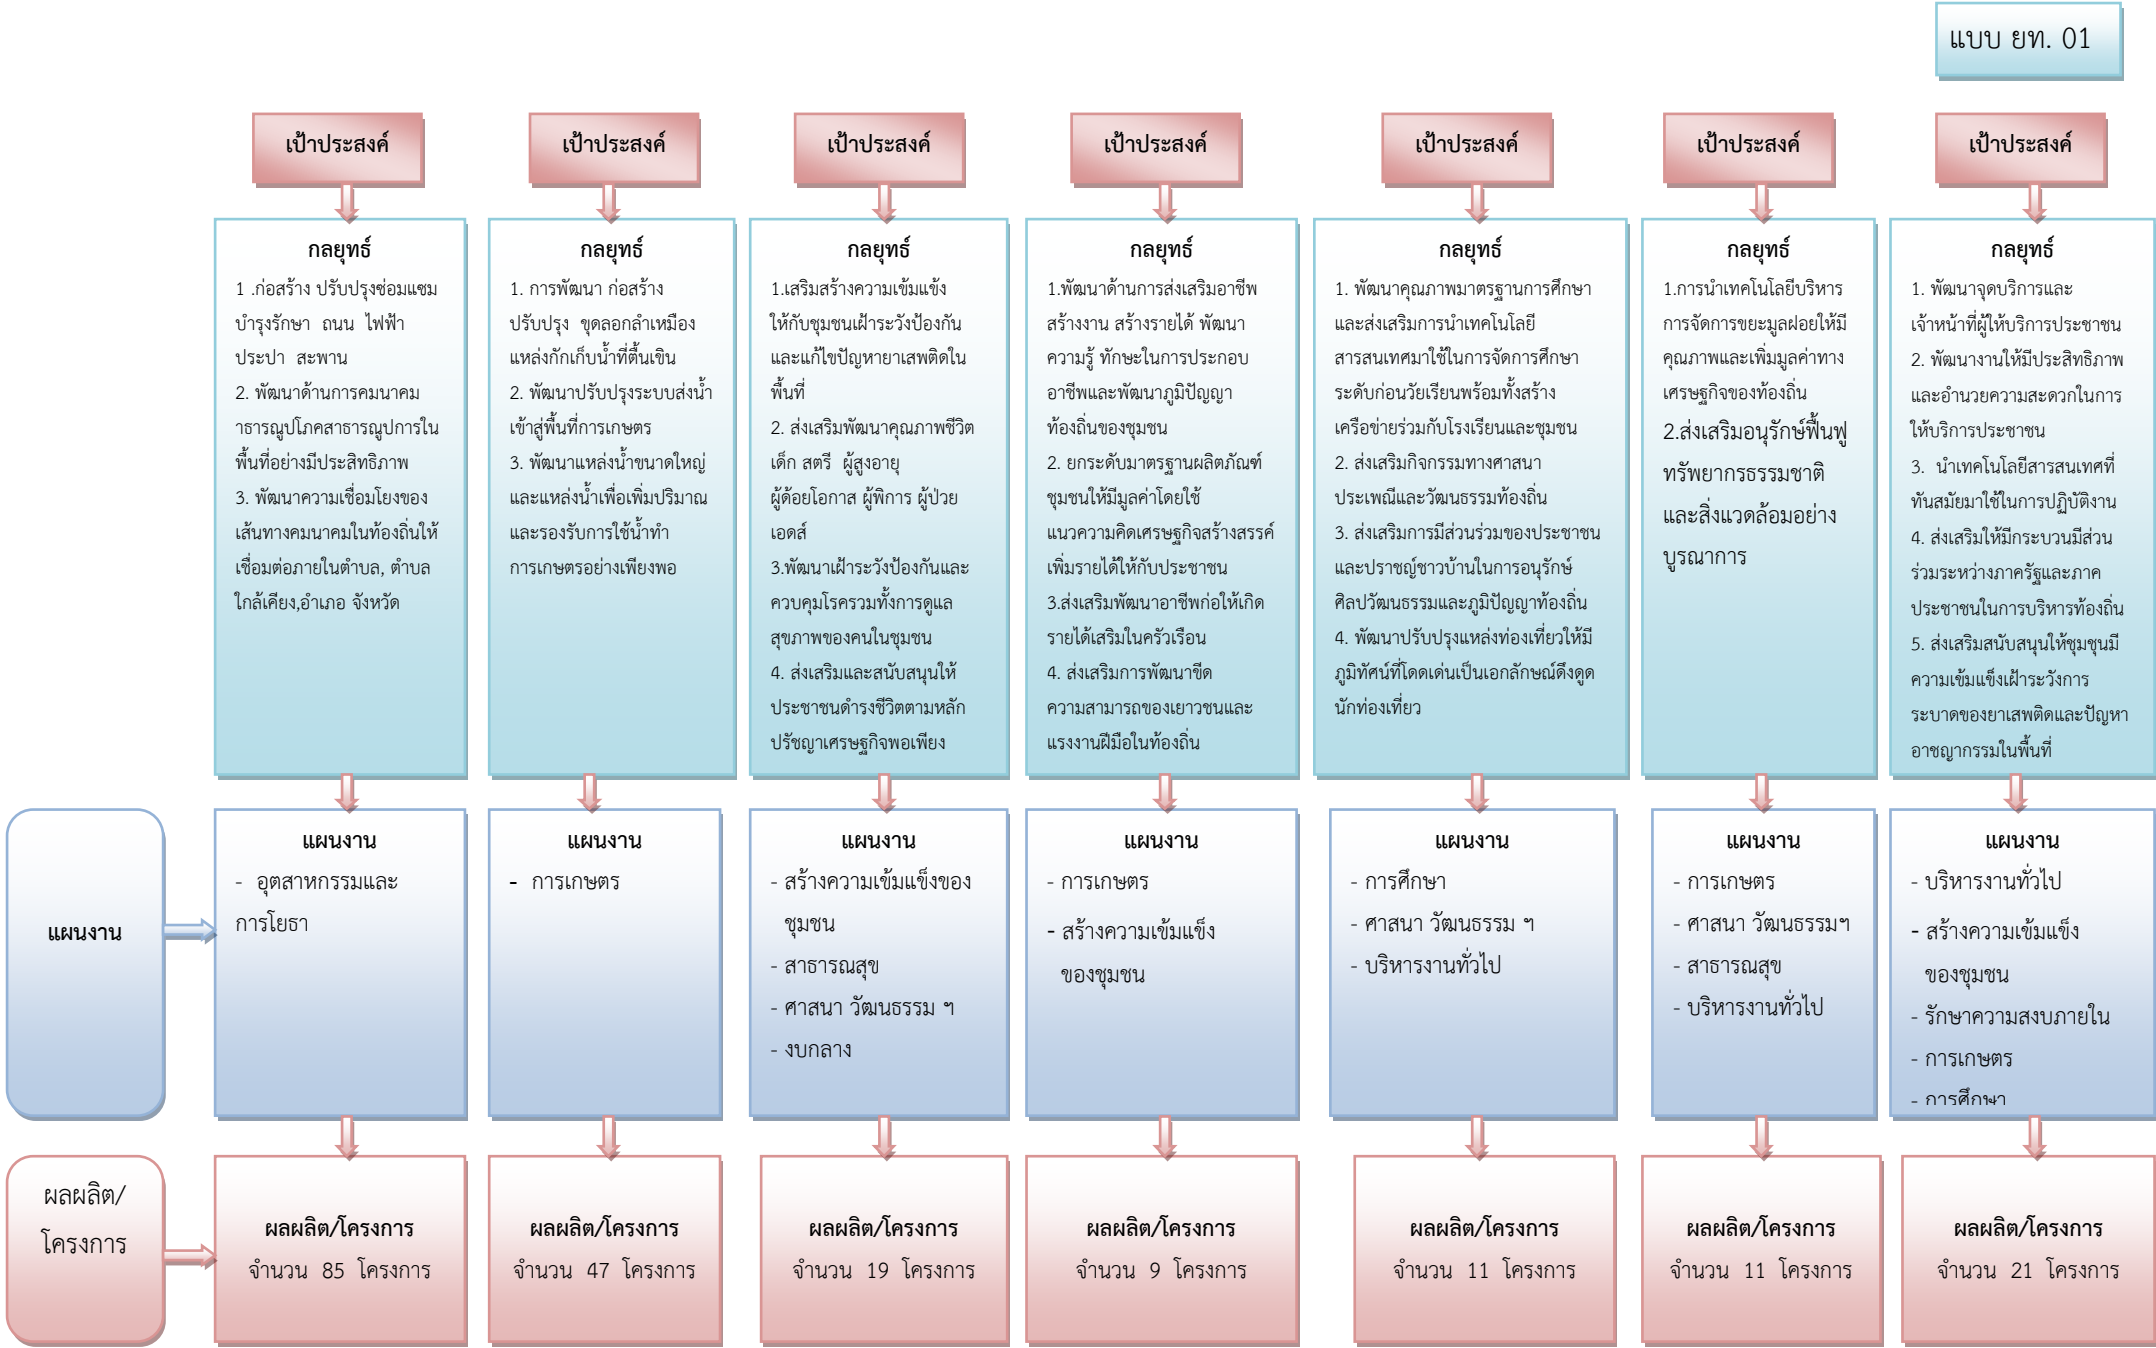 แบบ ยท. 01
เป้าประสงค์
เป้าประสงค์
เป้าประสงค์
เป้าประสงค์
เป้าประสงค์
เป้าประสงค์
เป้าประสงค์
กลยุทธ์
1 .ก่อสร้าง ปรับปรุงซ่อมแซม
บำรุงรักษา ถนน ไฟฟ้า
ประปา สะพาน
2. พัฒนาด้านการคมนาคม
าธารณูปโภคสาธารณูปการใน
พื้นที่อย่างมีประสิทธิภาพ
3. พัฒนาความเชื่อมโยงของ
เส้นทางคมนาคมในท้องถิ่นให้
เชื่อมต่อภายในตำบล, ตำบล
ใกล้เคียง,อำเภอ จังหวัด
กลยุทธ์
1. การพัฒนา ก่อสร้าง
ปรับปรุง ขุดลอกลำเหมือง
แหล่งกักเก็บน้ำที่ตื้นเขิน
2. พัฒนาปรับปรุงระบบส่งน้ำ
เข้าสู่พื้นที่การเกษตร
3. พัฒนาแหล่งน้ำขนาดใหญ่
และแหล่งน้ำเพื่อเพิ่มปริมาณ
และรองรับการใช้น้ำทำ
การเกษตรอย่างเพียงพอ
กลยุทธ์
1.เสริมสร้างความเข้มแข็ง
ให้กับชุมชนเฝ้าระวังป้องกัน
และแก้ไขปัญหายาเสพติดใน
พื้นที่
2. ส่งเสริมพัฒนาคุณภาพชีวิต
เด็ก สตรี ผู้สูงอายุ
ผู้ด้อยโอกาส ผู้พิการ ผู้ป่วย
เอดส์
3.พัฒนาเฝ้าระวังป้องกันและ
ควบคุมโรครวมทั้งการดูแล
สุขภาพของคนในชุมชน
4. ส่งเสริมและสนับสนุนให้
ประชาชนดำรงชีวิตตามหลัก
ปรัชญาเศรษฐกิจพอเพียง
กลยุทธ์
1.พัฒนาด้านการส่งเสริมอาชีพ
สร้างงาน สร้างรายได้ พัฒนา
ความรู้ ทักษะในการประกอบ
อาชีพและพัฒนาภูมิปัญญา
ท้องถิ่นของชุมชน
2. ยกระดับมาตรฐานผลิตภัณฑ์
ชุมชนให้มีมูลค่าโดยใช้
แนวความคิดเศรษฐกิจสร้างสรรค์
เพิ่มรายได้ให้กับประชาชน
3.ส่งเสริมพัฒนาอาชีพก่อให้เกิด
รายได้เสริมในครัวเรือน
4. ส่งเสริมการพัฒนาขีด
ความสามารถของเยาวชนและ
แรงงานฝีมือในท้องถิ่น
กลยุทธ์
1. พัฒนาคุณภาพมาตรฐานการศึกษา
และส่งเสริมการนำเทคโนโลยี
สารสนเทศมาใช้ในการจัดการศึกษา
ระดับก่อนวัยเรียนพร้อมทั้งสร้าง
เครือข่ายร่วมกับโรงเรียนและชุมชน
2. ส่งเสริมกิจกรรมทางศาสนา
ประเพณีและวัฒนธรรมท้องถิ่น
3. ส่งเสริมการมีส่วนร่วมของประชาชน
และปราชญ์ชาวบ้านในการอนุรักษ์
ศิลปวัฒนธรรมและภูมิปัญญาท้องถิ่น
4. พัฒนาปรับปรุงแหล่งท่องเที่ยวให้มี
ภูมิทัศน์ที่โดดเด่นเป็นเอกลักษณ์ดึงดูด
นักท่องเที่ยว
กลยุทธ์
1.การนำเทคโนโลยีบริหาร
การจัดการขยะมูลฝอยให้มี
คุณภาพและเพิ่มมูลค่าทาง
เศรษฐกิจของท้องถิ่น
2.ส่งเสริมอนุรักษ์ฟื้นฟู
ทรัพยากรธรรมชาติ
และสิ่งแวดล้อมอย่าง
บูรณาการ
กลยุทธ์
1. พัฒนาจุดบริการและ
เจ้าหน้าที่ผู้ให้บริการประชาชน
2. พัฒนางานให้มีประสิทธิภาพ
และอำนวยความสะดวกในการ
ให้บริการประชาชน
3. นำเทคโนโลยีสารสนเทศที่
ทันสมัยมาใช้ในการปฏิบัติงาน
4. ส่งเสริมให้มีกระบวนมีส่วน
ร่วมระหว่างภาครัฐและภาค
ประชาชนในการบริหารท้องถิ่น
5. ส่งเสริมสนับสนุนให้ชุมชุนมี
ความเข้มแข็งเฝ้าระวังการ
ระบาดของยาเสพติดและปัญหา
อาชญากรรมในพื้นที่
แผนงาน
แผนงาน
- อุตสาหกรรมและ
การโยธา
แผนงาน
- การเกษตร
แผนงาน
- สร้างความเข้มแข็งของ
ชุมชน
- สาธารณสุข
- ศาสนา วัฒนธรรม ฯ
- งบกลาง
แผนงาน
- การเกษตร
- สร้างความเข้มแข็ง
ของชุมชน
แผนงาน
- การศึกษา
- ศาสนา วัฒนธรรม ฯ
- บริหารงานทั่วไป
แผนงาน
- การเกษตร
- ศาสนา วัฒนธรรมฯ
- สาธารณสุข
- บริหารงานทั่วไป
แผนงาน
- บริหารงานทั่วไป
- สร้างความเข้มแข็ง
ของชุมชน
- รักษาความสงบภายใน
- การเกษตร
- การศึกษา
ผลผลิต/
โครงการ
ผลผลิต/โครงการ
จำนวน 85 โครงการ
ผลผลิต/โครงการ
จำนวน 47 โครงการ
ผลผลิต/โครงการ
จำนวน 19 โครงการ
ผลผลิต/โครงการ
จำนวน 9 โครงการ
ผลผลิต/โครงการ
จำนวน 11 โครงการ
ผลผลิต/โครงการ
จำนวน 11 โครงการ
ผลผลิต/โครงการ
จำนวน 21 โครงการ